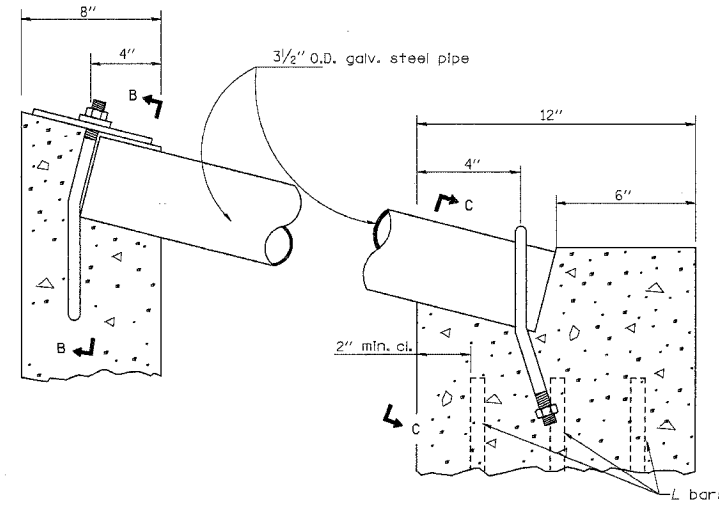 8"
4"
B
3 1/2" O.D. galv. steel pipe
12"
4"
C
6"
B
2" min. cl.
C
L bar